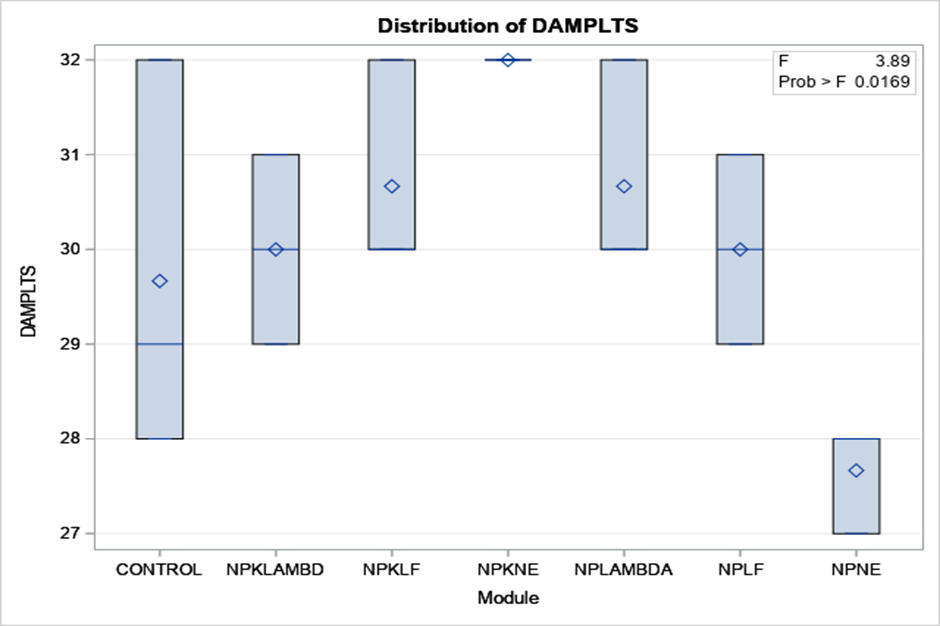 Distribution of DAMPLTS
F 3.89
Prob > F 0.0169
32
31
30
29
28
27
DAMPLTS
CONTROL NPKLAMBD NPKLF NPKNE NPLAMBDA NPLF NPNE
Module